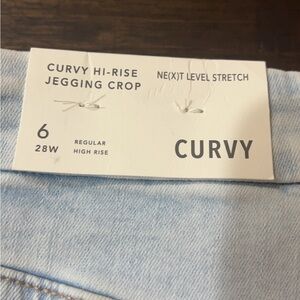 CURVY HI-RISE
JEGGING CROP
NE(X)T LEVEL STRETCH
6
28W
REGULAR
HIGH RISE
CURVY